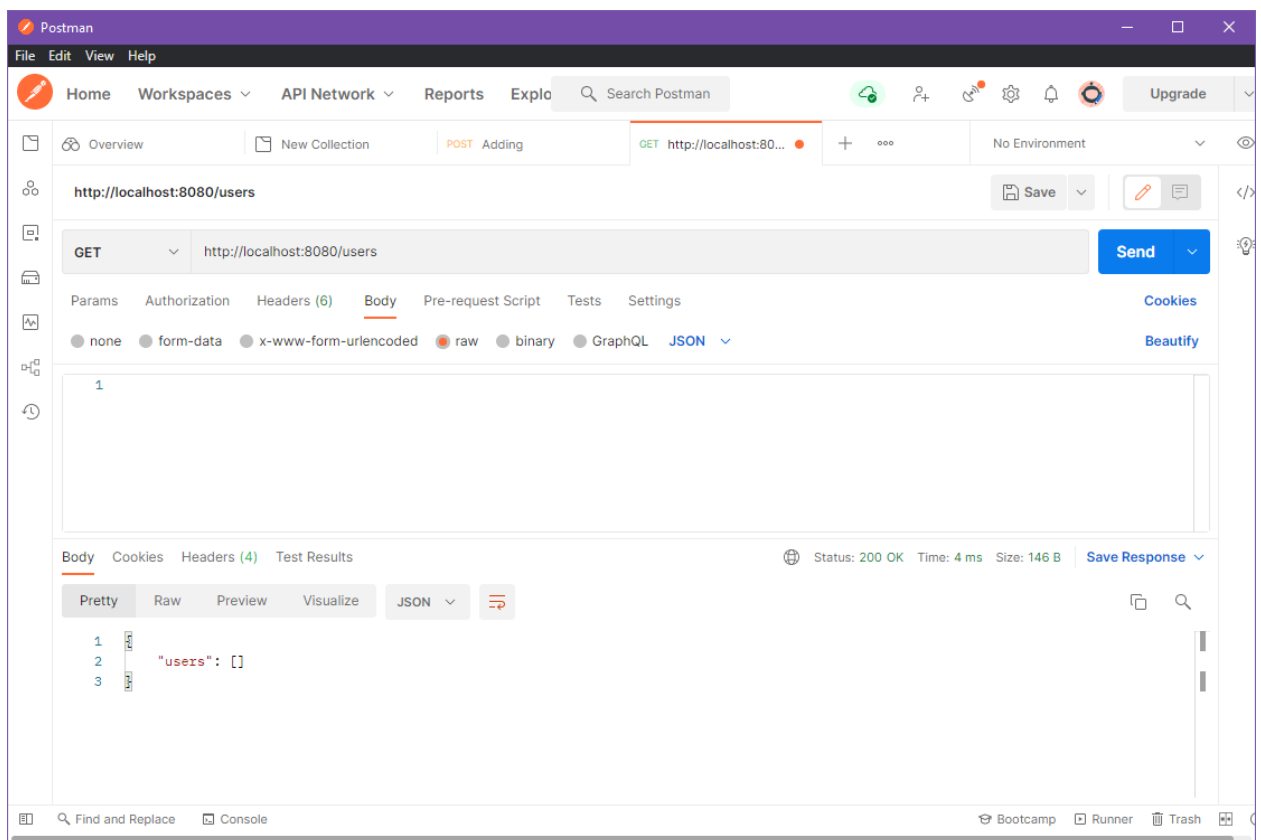 Postman
File Edit View Help
Home Workspaces API Network Reports Explo Search Postman Upgrade
Overview New Collection POST Adding GET http://localhost:80... No Environment
http://localhost:8080/users Save
GET http://localhost:8080/users Send
Params Authorization Headers (6) Body Pre-request Script Tests Settings Cookies
none form-data x-www-form-urlencoded raw binary GraphQL JSON Beautify
1
Body Cookies Headers (4) Test Results Status: 200 OK Time: 4 ms Size: 146 B Save Response
Pretty Raw Preview Visualize JSON
1 {
2 "users": []
3 }
Find and Replace Console Bootcamp Runner Trash